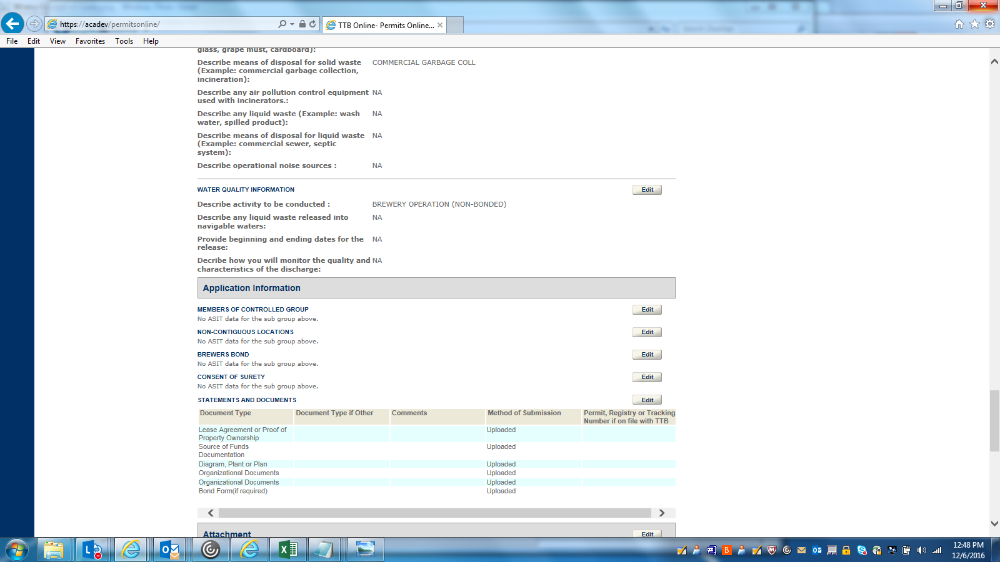 https://acadev/permitsonline/
TTB Online- Permits Online...
File Edit View Favorites Tools Help
glass, grape must, cardboard):
Describe means of disposal for solid waste COMMERCIAL GARBAGE COLL
(Example: commercial garbage collection,
incineration):
Describe any air pollution control equipment NA
used with incinerators.:
Describe any liquid waste (Example: wash NA
water, spilled product):
Describe means of disposal for liquid waste NA
(Example: commercial sewer, septic
system):
Describe operational noise sources : NA
WATER QUALITY INFORMATION Edit
Describe activity to be conducted : BREWERY OPERATION (NON-BONDED)
Describe any liquid waste released into NA
navigable waters:
Provide beginning and ending dates for the NA
release:
Decribe how you will monitor the quality and NA
characteristics of the discharge:
Application Information
MEMBERS OF CONTROLLED GROUP Edit
No ASIT data for the sub group above.
NON-CONTIGUOUS LOCATIONS Edit
No ASIT data for the sub group above.
BREWERS BOND Edit
No ASIT data for the sub group above.
CONSENT OF SURETY Edit
No ASIT data for the sub group above.
STATEMENTS AND DOCUMENTS Edit
Document Type Document Type if Other Comments Method of Submission Permit, Registry or Tracking
Number if on file with TTB
Lease Agreement or Proof of Uploaded
Property Ownership
Source of Funds Uploaded
Documentation
Diagram, Plant or Plan Uploaded
Organizational Documents Uploaded
Organizational Documents Uploaded
Bond Form(if required) Uploaded
Attachment Edit
12:48 PM
12/6/2016